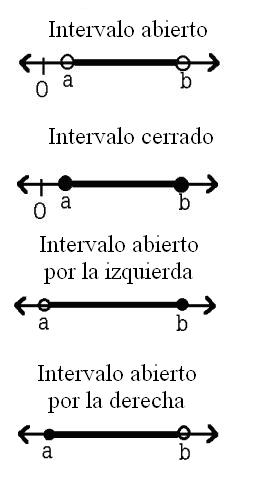 Intervalo abierto
0 a b
Intervalo cerrado
0 a b
Intervalo abierto
por la izquierda
a b
Intervalo abierto
por la derecha
a b